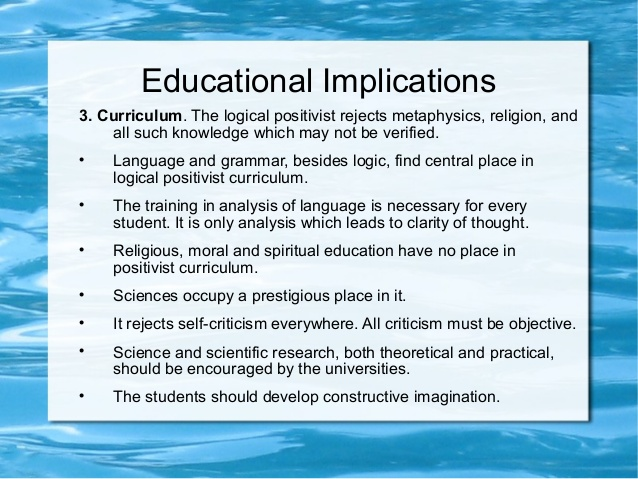 Educational Implications
3. Curriculum. The logical positivist rejects metaphysics, religion, and
all such knowledge which may not be verified.
• Language and grammar, besides logic, find central place in
logical positivist curriculum.
• The training in analysis of language is necessary for every
student. It is only analysis which leads to clarity of thought.
• Religious, moral and spiritual education have no place in
positivist curriculum.
• Sciences occupy a prestigious place in it.
• It rejects self-criticism everywhere. All criticism must be objective.
• Science and scientific research, both theoretical and practical,
should be encouraged by the universities.
• The students should develop constructive imagination.